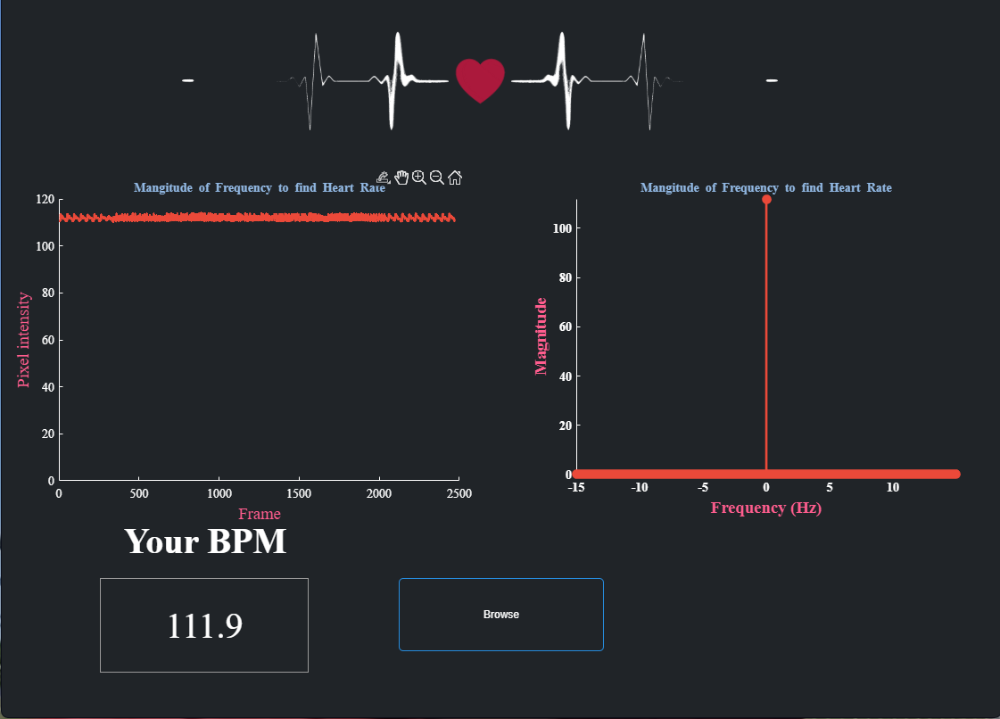 Mangitude of Frequency to find Heart Rate
120
100
80
60
40
20
0
Pixel intensity
0 500 1000 1500 2000 2500
Frame
Mangitude of Frequency to find Heart Rate
100
80
60
40
20
0
Magnitude
-15 -10 -5 0 5 10
Frequency (Hz)
Your BPM
111.9
Browse